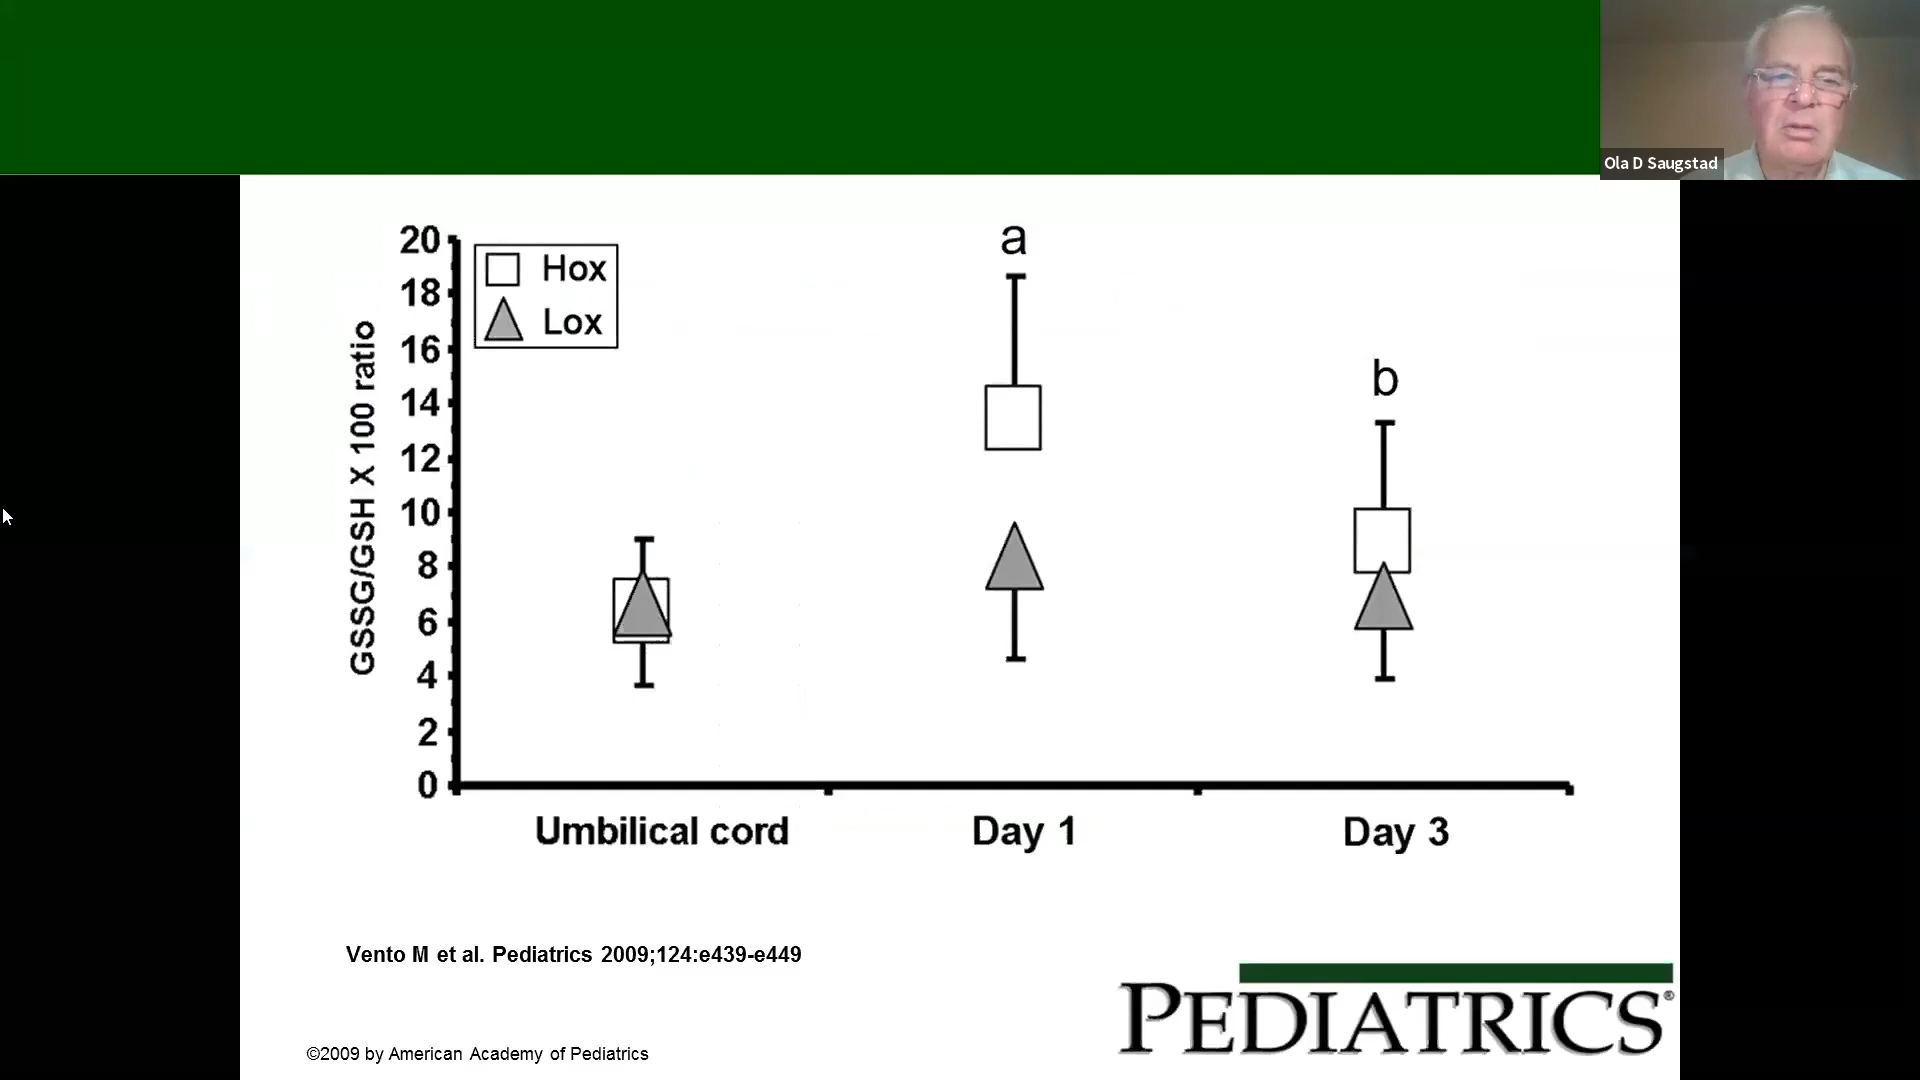 Ola D Saugstad
20
18
16
14
12
10
8
6
4
2
0
GSSG/GSH X 100 ratio
Hox
Lox
a
b
Umbilical cord
Day 1
Day 3
Vento M et al. Pediatrics 2009;124:e439-e449
©2009 by American Academy of Pediatrics
PEDIATRICS®